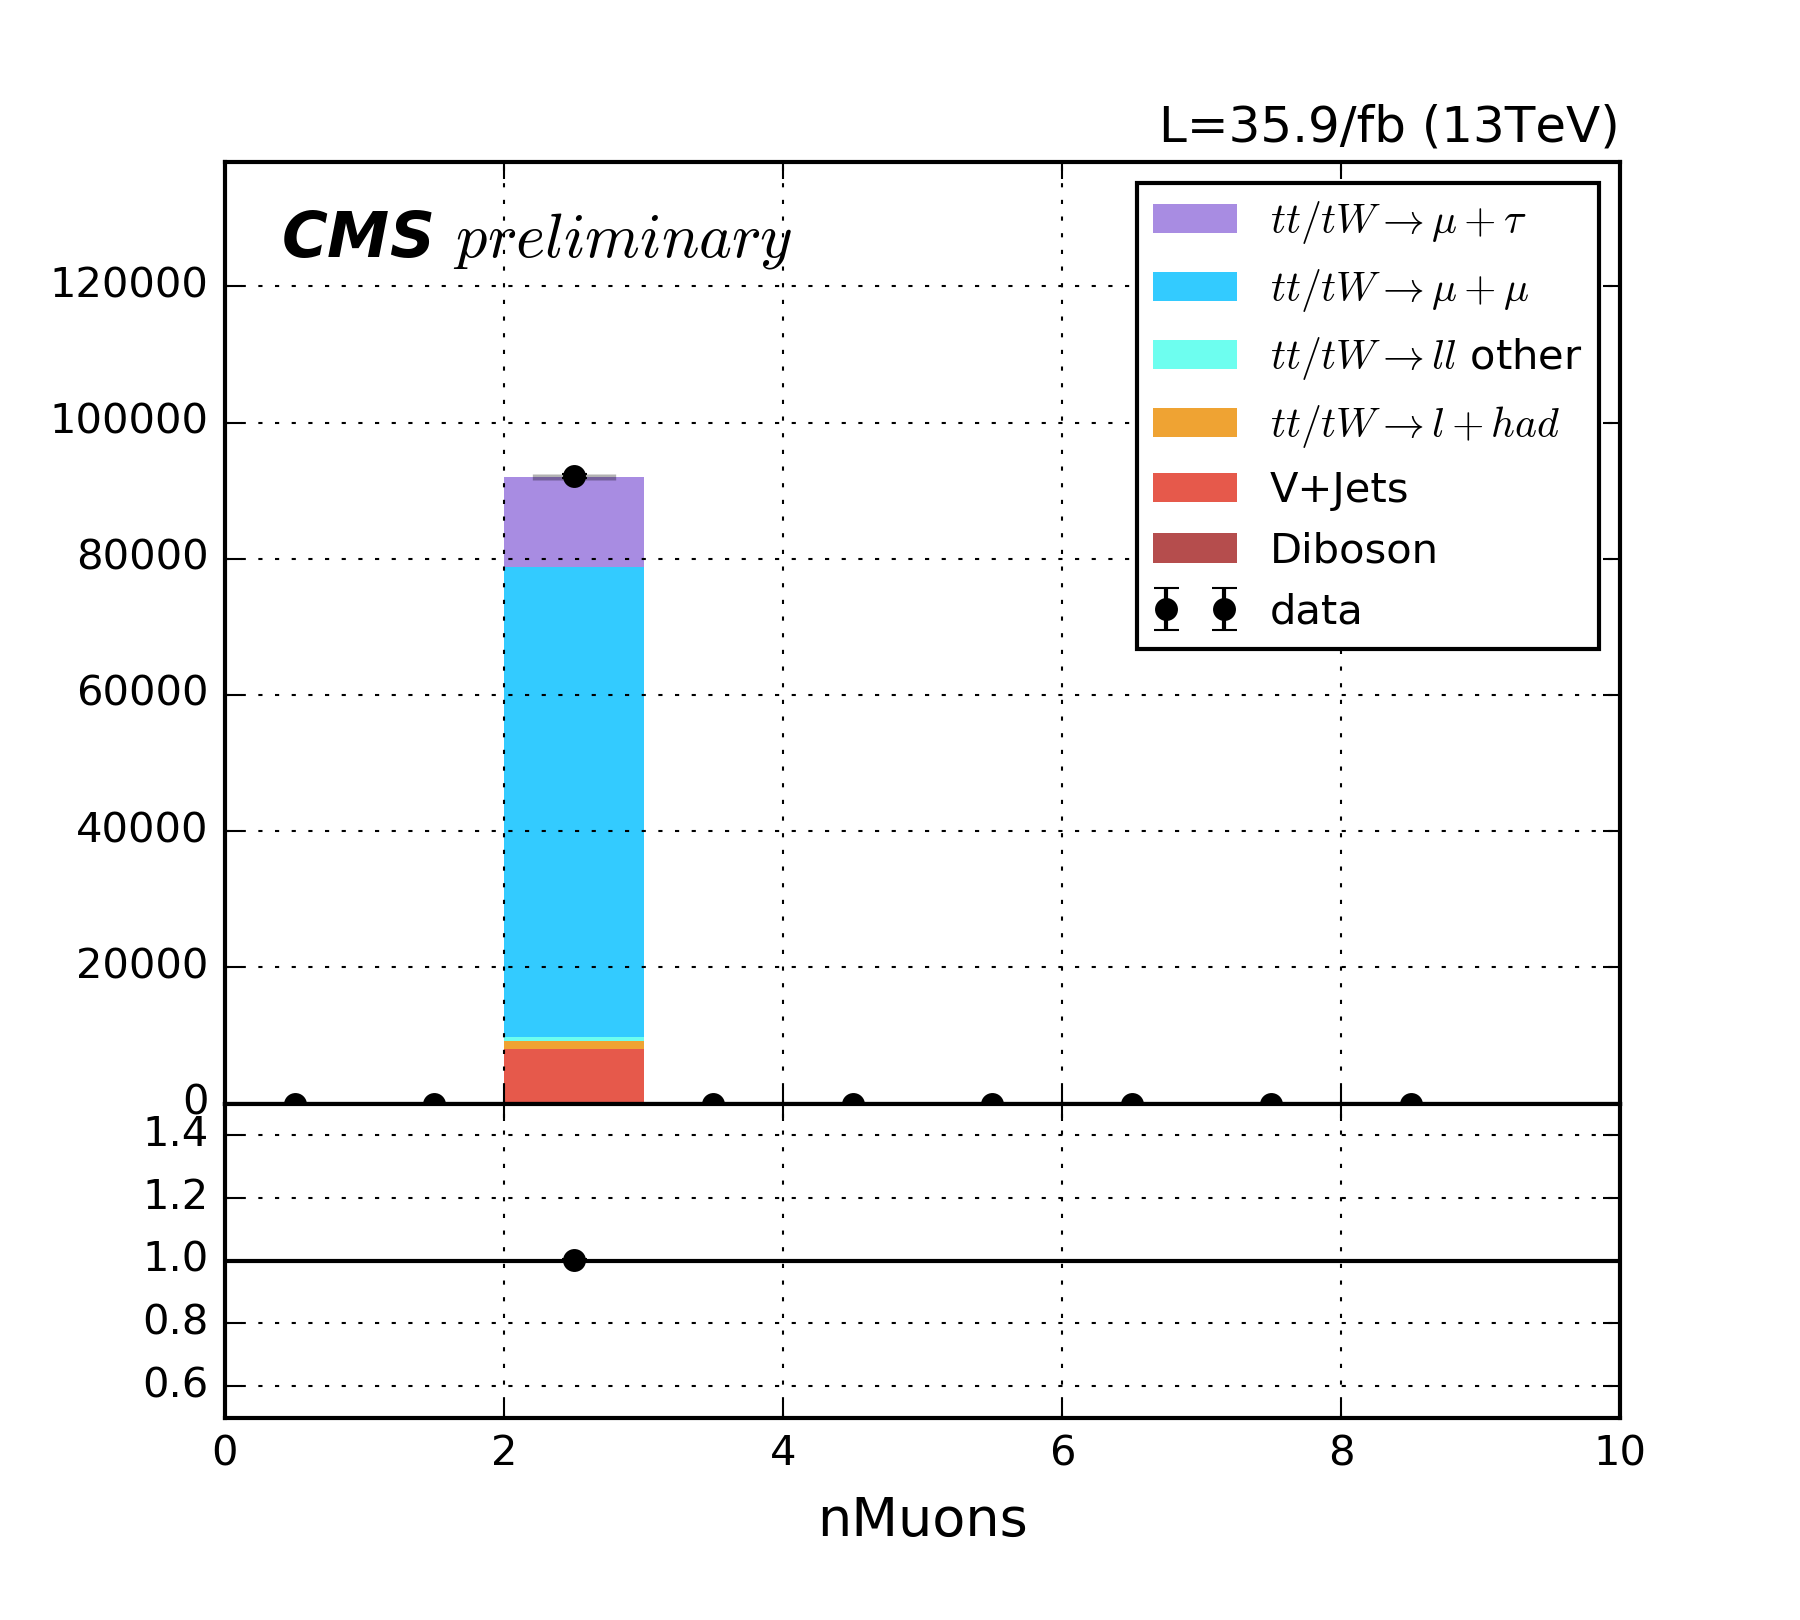 L=35.9/fb (13TeV)
CMS preliminary
tt/tW→μ+τ
tt/tW→μ+μ
tt/tW→ll other
tt/tW→l+had
V+Jets
Diboson
data
120000
100000
80000
60000
40000
20000
0
1.4
1.2
1.0
0.8
0.6
0 2 4 6 8 10
nMuons